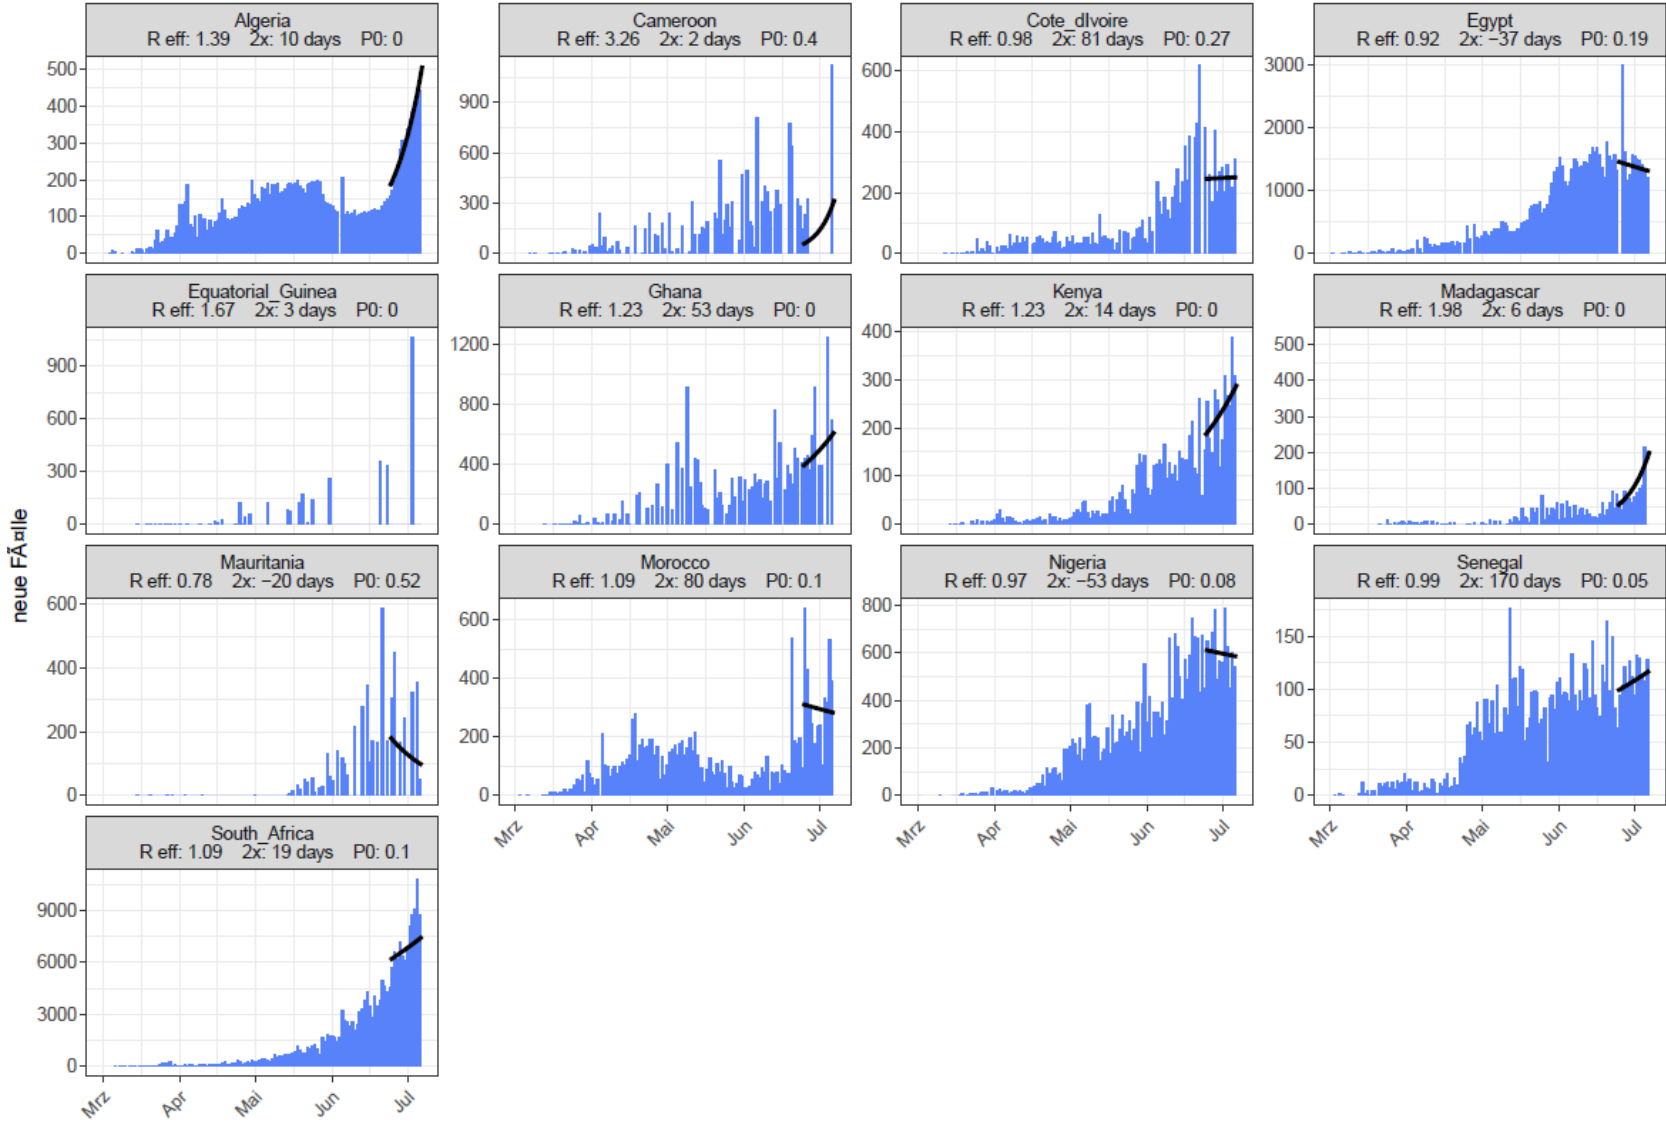 neue FÃ¤lle
Algeria
R eff: 1.39 2x: 10 days P0: 0
500
400
300
200
100
0
Cameroon
R eff: 3.26 2x: 2 days P0: 0.4
900
600
300
0
Cote_dIvoire
R eff: 0.98 2x: 81 days P0: 0.27
600
400
200
0
Egypt
R eff: 0.92 2x: −37 days P0: 0.19
3000
2000
1000
0
Equatorial_Guinea
R eff: 1.67 2x: 3 days P0: 0
900
600
300
0
Ghana
R eff: 1.23 2x: 53 days P0: 0
1200
800
400
0
Kenya
R eff: 1.23 2x: 14 days P0: 0
400
300
200
100
0
Madagascar
R eff: 1.98 2x: 6 days P0: 0
500
400
300
200
100
0
Mauritania
R eff: 0.78 2x: −20 days P0: 0.52
600
400
200
0
Morocco
R eff: 1.09 2x: 80 days P0: 0.1
600
400
200
0
Mrz Apr Mai Jun Jul
Nigeria
R eff: 0.97 2x: −53 days P0: 0.08
800
600
400
200
0
Mrz Apr Mai Jun Jul
Senegal
R eff: 0.99 2x: 170 days P0: 0.05
150
100
50
0
Mrz Apr Mai Jun Jul
South_Africa
R eff: 1.09 2x: 19 days P0: 0.1
9000
6000
3000
0
Mrz Apr Mai Jun Jul